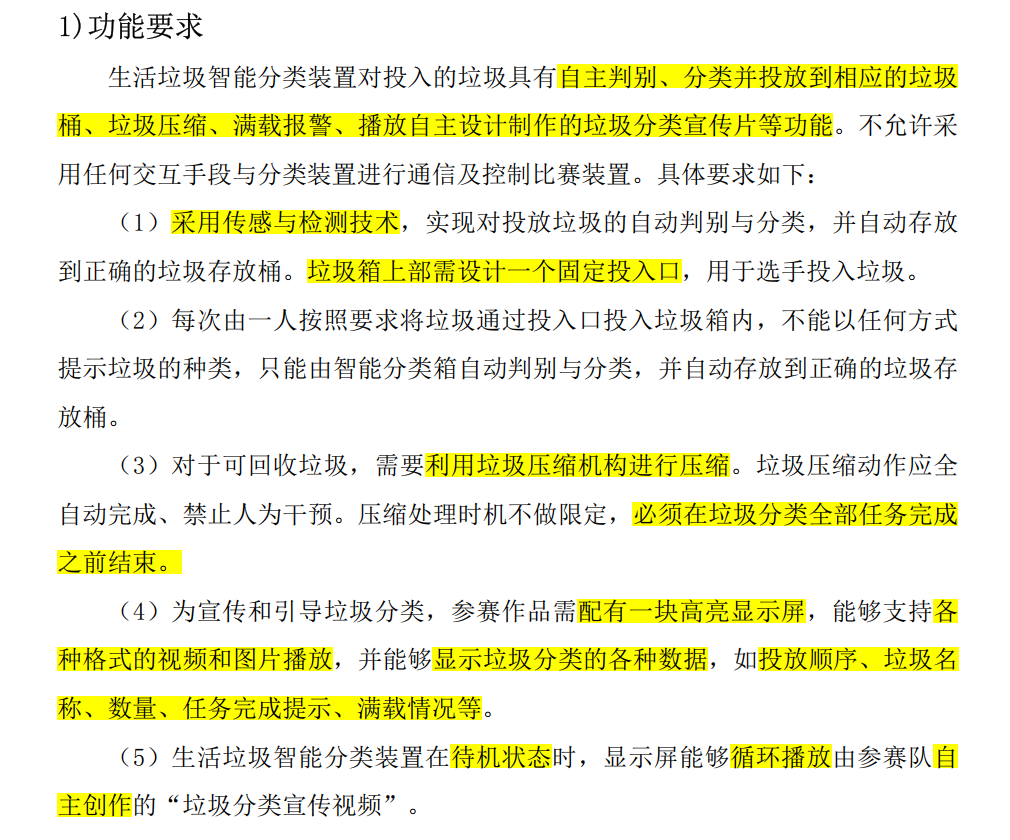 1)功能要求
生活垃圾智能分类装置对投入的垃圾具有自主判别、分类并投放到相应的垃圾
桶、垃圾压缩、满载报警、播放自主设计制作的垃圾分类宣传片等功能。不允许采
用任何交互手段与分类装置进行通信及控制比赛装置。具体要求如下：
（1）采用传感与检测技术，实现对投放垃圾的自动判别与分类，并自动存放
到正确的垃圾存放桶。垃圾箱上部需设计一个固定投入口，用于选手投入垃圾。
（2）每次由一人按照要求将垃圾通过投入口投入垃圾箱内，不能以任何方式
提示垃圾的种类，只能由智能分类箱自动判别与分类，并自动存放到正确的垃圾存
放桶。
（3）对于可回收垃圾，需要利用垃圾压缩机构进行压缩。垃圾压缩动作应全
自动完成、禁止人为干预。压缩处理时机不做限定，必须在垃圾分类全部任务完成
之前结束。
（4）为宣传和引导垃圾分类，参赛作品需配有一块高亮显示屏，能够支持各
种格式的视频和图片播放，并能够显示垃圾分类的各种数据，如投放顺序、垃圾名
称、数量、任务完成提示、满载情况等。
（5）生活垃圾智能分类装置在待机状态时，显示屏能够循环播放由参赛队自
主创作的“垃圾分类宣传视频”。